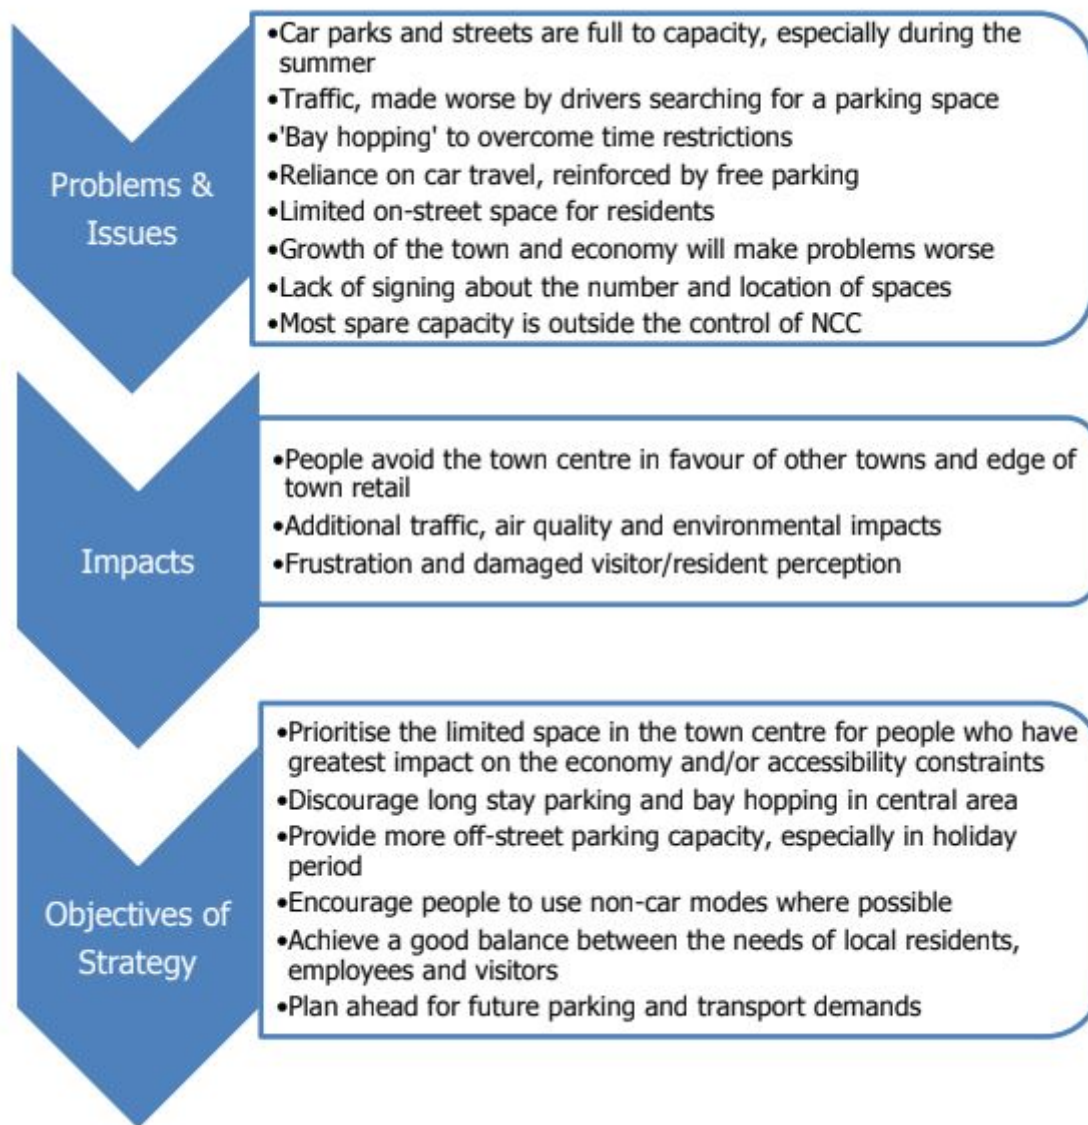 Problems &
Issues
•Car parks and streets are full to capacity, especially during the
summer
•Traffic, made worse by drivers searching for a parking space
•'Bay hopping' to overcome time restrictions
•Reliance on car travel, reinforced by free parking
•Limited on-street space for residents
•Growth of the town and economy will make problems worse
•Lack of signing about the number and location of spaces
•Most spare capacity is outside the control of NCC
Impacts
•People avoid the town centre in favour of other towns and edge of
town retail
•Additional traffic, air quality and environmental impacts
•Frustration and damaged visitor/resident perception
Objectives of
Strategy
•Prioritise the limited space in the town centre for people who have
greatest impact on the economy and/or accessibility constraints
•Discourage long stay parking and bay hopping in central area
•Provide more off-street parking capacity, especially in holiday
period
•Encourage people to use non-car modes where possible
•Achieve a good balance between the needs of local residents,
employees and visitors
•Plan ahead for future parking and transport demands